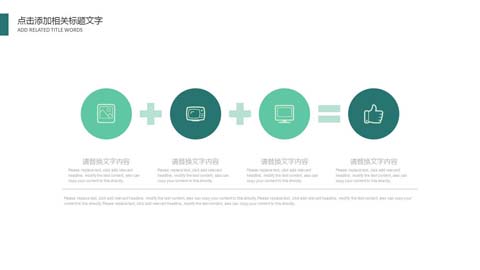 点击添加相关标题文字
ADD RELATED TITLE WORDS
请替换文字内容
Please replace text, click add relevant
headline, modify the text content, also can
copy your content to this directly.
请替换文字内容
Please replace text, click add relevant
headline, modify the text content, also can
copy your content to this directly.
请替换文字内容
Please replace text, click add relevant
headline, modify the text content, also can
copy your content to this directly.
请替换文字内容
Please replace text, click add relevant
headline, modify the text content, also can
copy your content to this directly.
Please replace text, click add relevant headline, modify the text content, also can copy your content to this directly. Please replace text, click add relevant headline, modify the text content, also can copy your
content to this directly. Please replace text, click add relevant headline, modify the text content, also can copy your content to this directly.